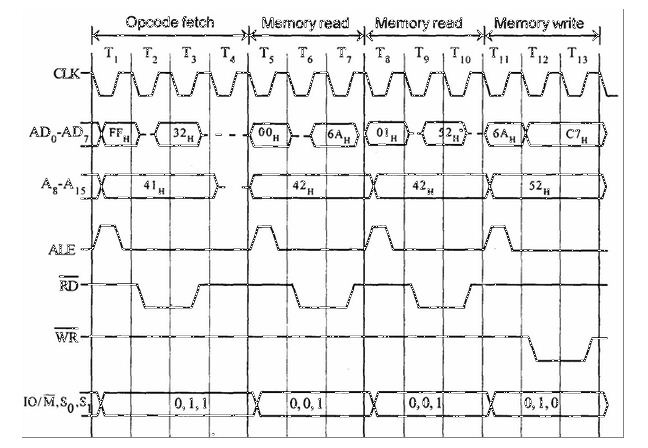 Opcode fetch Memory read Memory read Memory write
T1 T2 T3 T4 T5 T6 T7 T8 T9 T10 T11 T12 T13
CLK
AD0-AD7 FFH 32H 00H 6AH 01H 52H 6AH C7H
A8-A15 41H 42H 42H 52H
ALE
RD
WR
IO/M,S0,S1 0,1,1 0,0,1 0,0,1 0,1,0